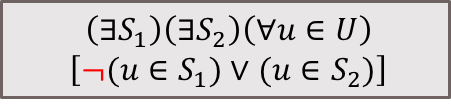 (∃S₁)(∃S₂)(∀u ∈ U)
[¬(u ∈ S₁) ∨ (u ∈ S₂)]